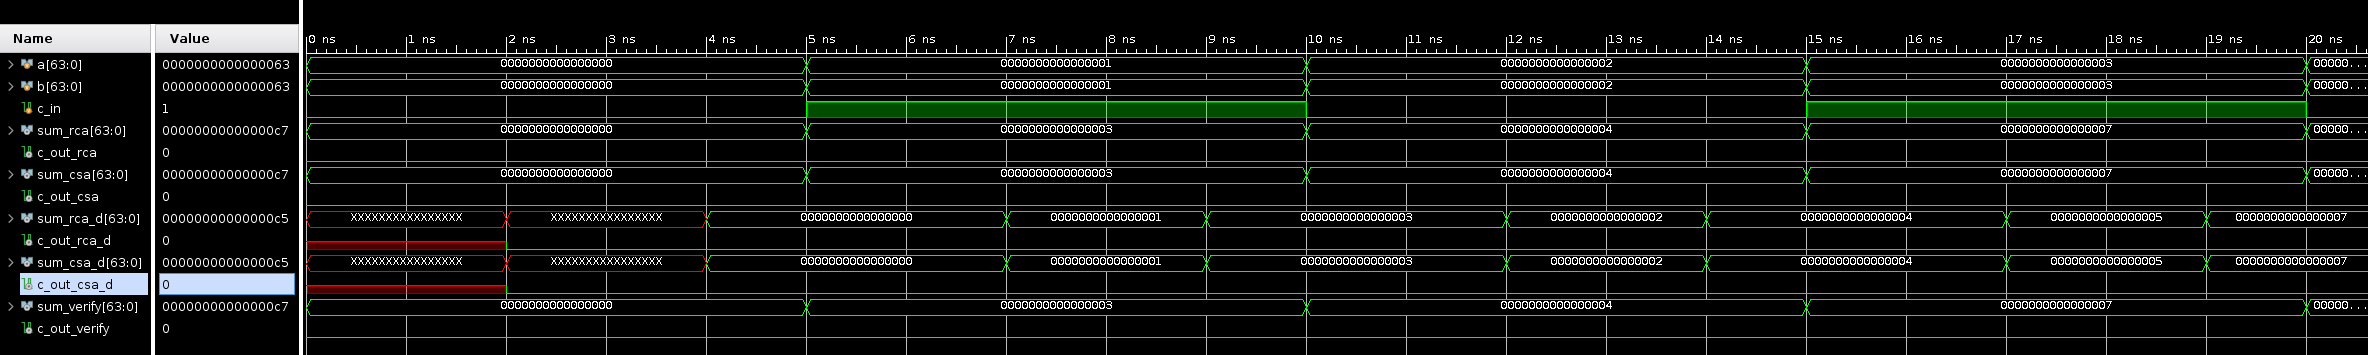 Name Value 0 ns 1 ns 2 ns 3 ns 4 ns 5 ns 6 ns 7 ns 8 ns 9 ns 10 ns 11 ns 12 ns 13 ns 14 ns 15 ns 16 ns 17 ns 18 ns 19 ns 20 ns
a[63:0] 0000000000000063 0000000000000000 0000000000000001 0000000000000002 0000000000000003 00000...
b[63:0] 0000000000000063 0000000000000000 0000000000000001 0000000000000002 0000000000000003 00000...
c_in 1
sum_rca[63:0] 00000000000000c7 0000000000000000 0000000000000003 0000000000000004 0000000000000007 00000...
c_out_rca 0
sum_csa[63:0] 00000000000000c7 0000000000000000 0000000000000003 0000000000000004 0000000000000007 00000...
c_out_csa 0
sum_rca_d[63:0] 00000000000000c5 XXXXXXXXXXXXXXXX XXXXXXXXXXXXXXXX 0000000000000000 0000000000000001 0000000000000003 0000000000000002 0000000000000004 0000000000000005 0000000000000007
c_out_rca_d 0
sum_csa_d[63:0] 00000000000000c5 XXXXXXXXXXXXXXXX XXXXXXXXXXXXXXXX 0000000000000000 0000000000000001 0000000000000003 0000000000000002 0000000000000004 0000000000000005 0000000000000007
c_out_csa_d 0
sum_verify[63:0] 00000000000000c7 0000000000000000 0000000000000003 0000000000000004 0000000000000007 00000...
c_out_verify 0